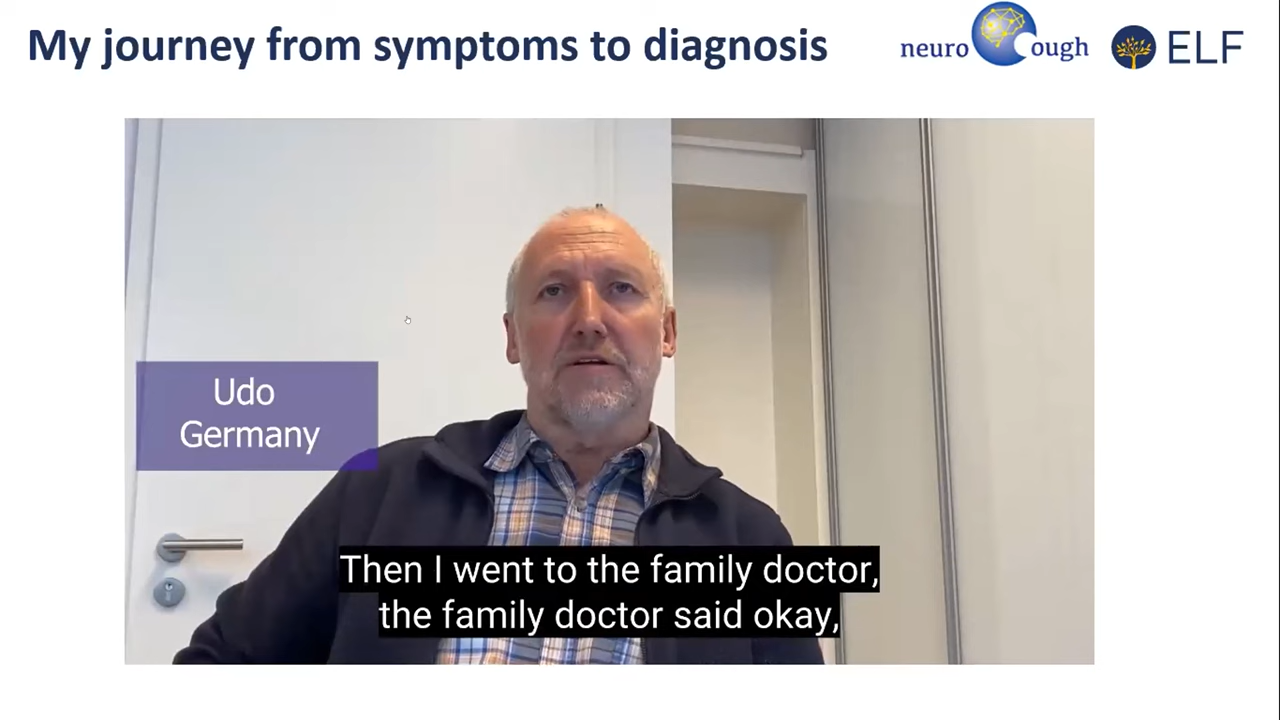 My journey from symptoms to diagnosis
neuro Cough
ELF
Udo
Germany
Then I went to the family doctor,
the family doctor said okay,